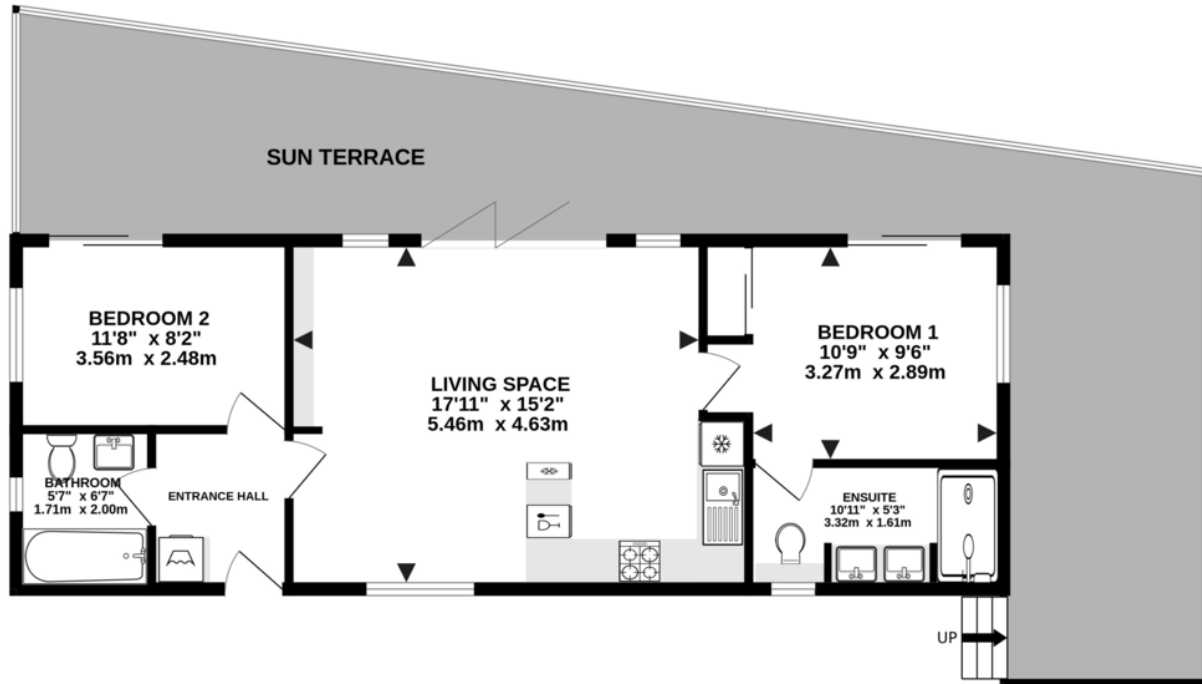 SUN TERRACE
BEDROOM 2
11'8" x 8'2"
3.56m x 2.48m
BEDROOM 1
10'9" x 9'6"
3.27m x 2.89m
LIVING SPACE
17'11" x 15'2"
5.46m x 4.63m
BATHROOM
5'7" x 6'7"
1.71m x 2.00m
ENTRANCE HALL
ENSUITE
10'11" x 5'3"
3.32m x 1.61m
UP